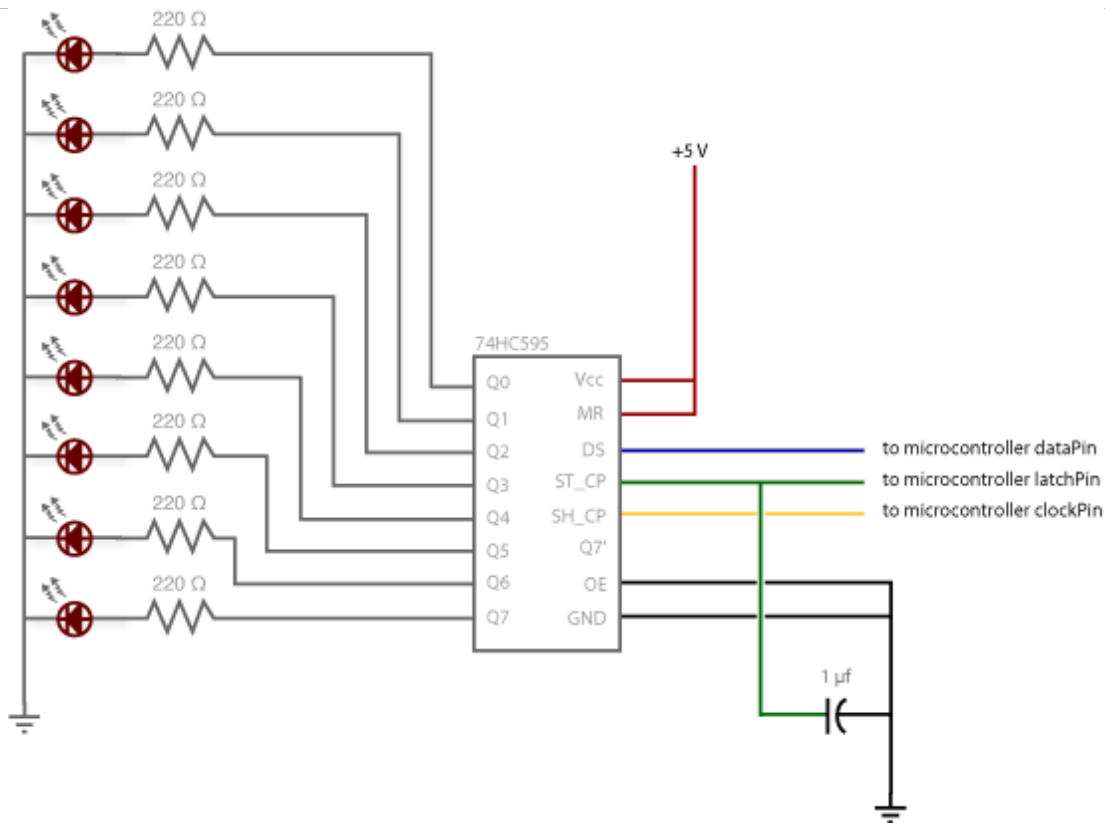 220 Ω
220 Ω
220 Ω
220 Ω
220 Ω
220 Ω
220 Ω
220 Ω
+5 V
74HC595
Q0 Vcc
Q1 MR
Q2 DS to microcontroller dataPin
Q3 ST_CP to microcontroller latchPin
Q4 SH_CP to microcontroller clockPin
Q5 Q7'
Q6 OE
Q7 GND
1 µf